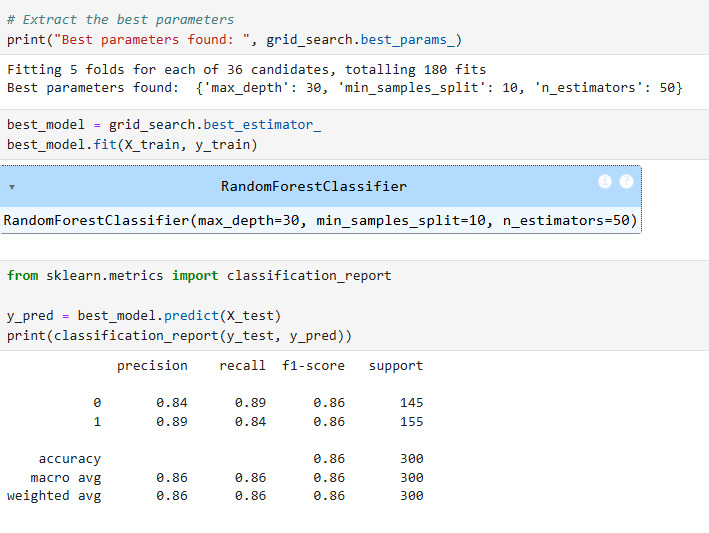 # Extract the best parameters
print("Best parameters found: ", grid_search.best_params_)
Fitting 5 folds for each of 36 candidates, totalling 180 fits
Best parameters found:  {'max_depth': 30, 'min_samples_split': 10, 'n_estimators': 50}
best_model = grid_search.best_estimator_
best_model.fit(X_train, y_train)
▾ RandomForestClassifier i ?
RandomForestClassifier(max_depth=30, min_samples_split=10, n_estimators=50)
from sklearn.metrics import classification_report
y_pred = best_model.predict(X_test)
print(classification_report(y_test, y_pred))
precision    recall  f1-score   support
0       0.84      0.89      0.86       145
1       0.89      0.84      0.86       155
accuracy                           0.86       300
macro avg       0.86      0.86      0.86       300
weighted avg       0.86      0.86      0.86       300